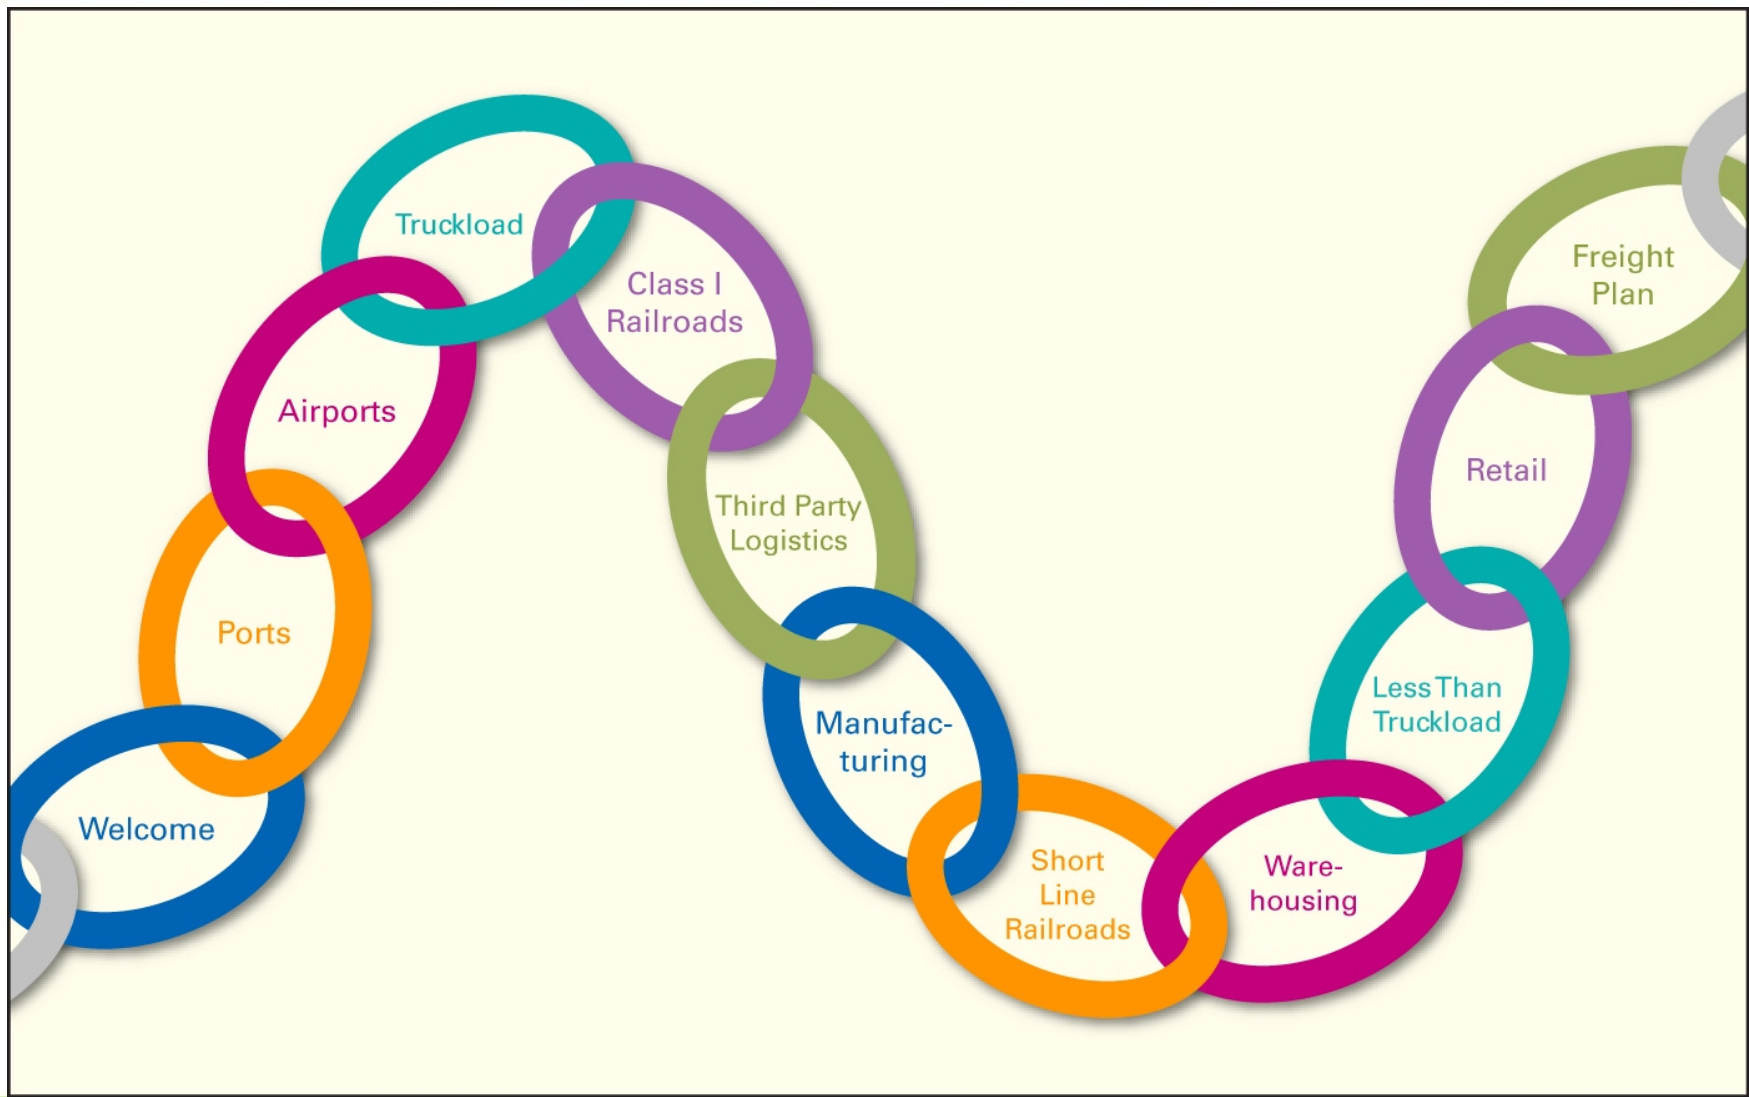 Welcome
Ports
Airports
Truckload
Class I
Railroads
Third Party
Logistics
Manufac-
turing
Short
Line
Railroads
Ware-
housing
Less Than
Truckload
Retail
Freight
Plan